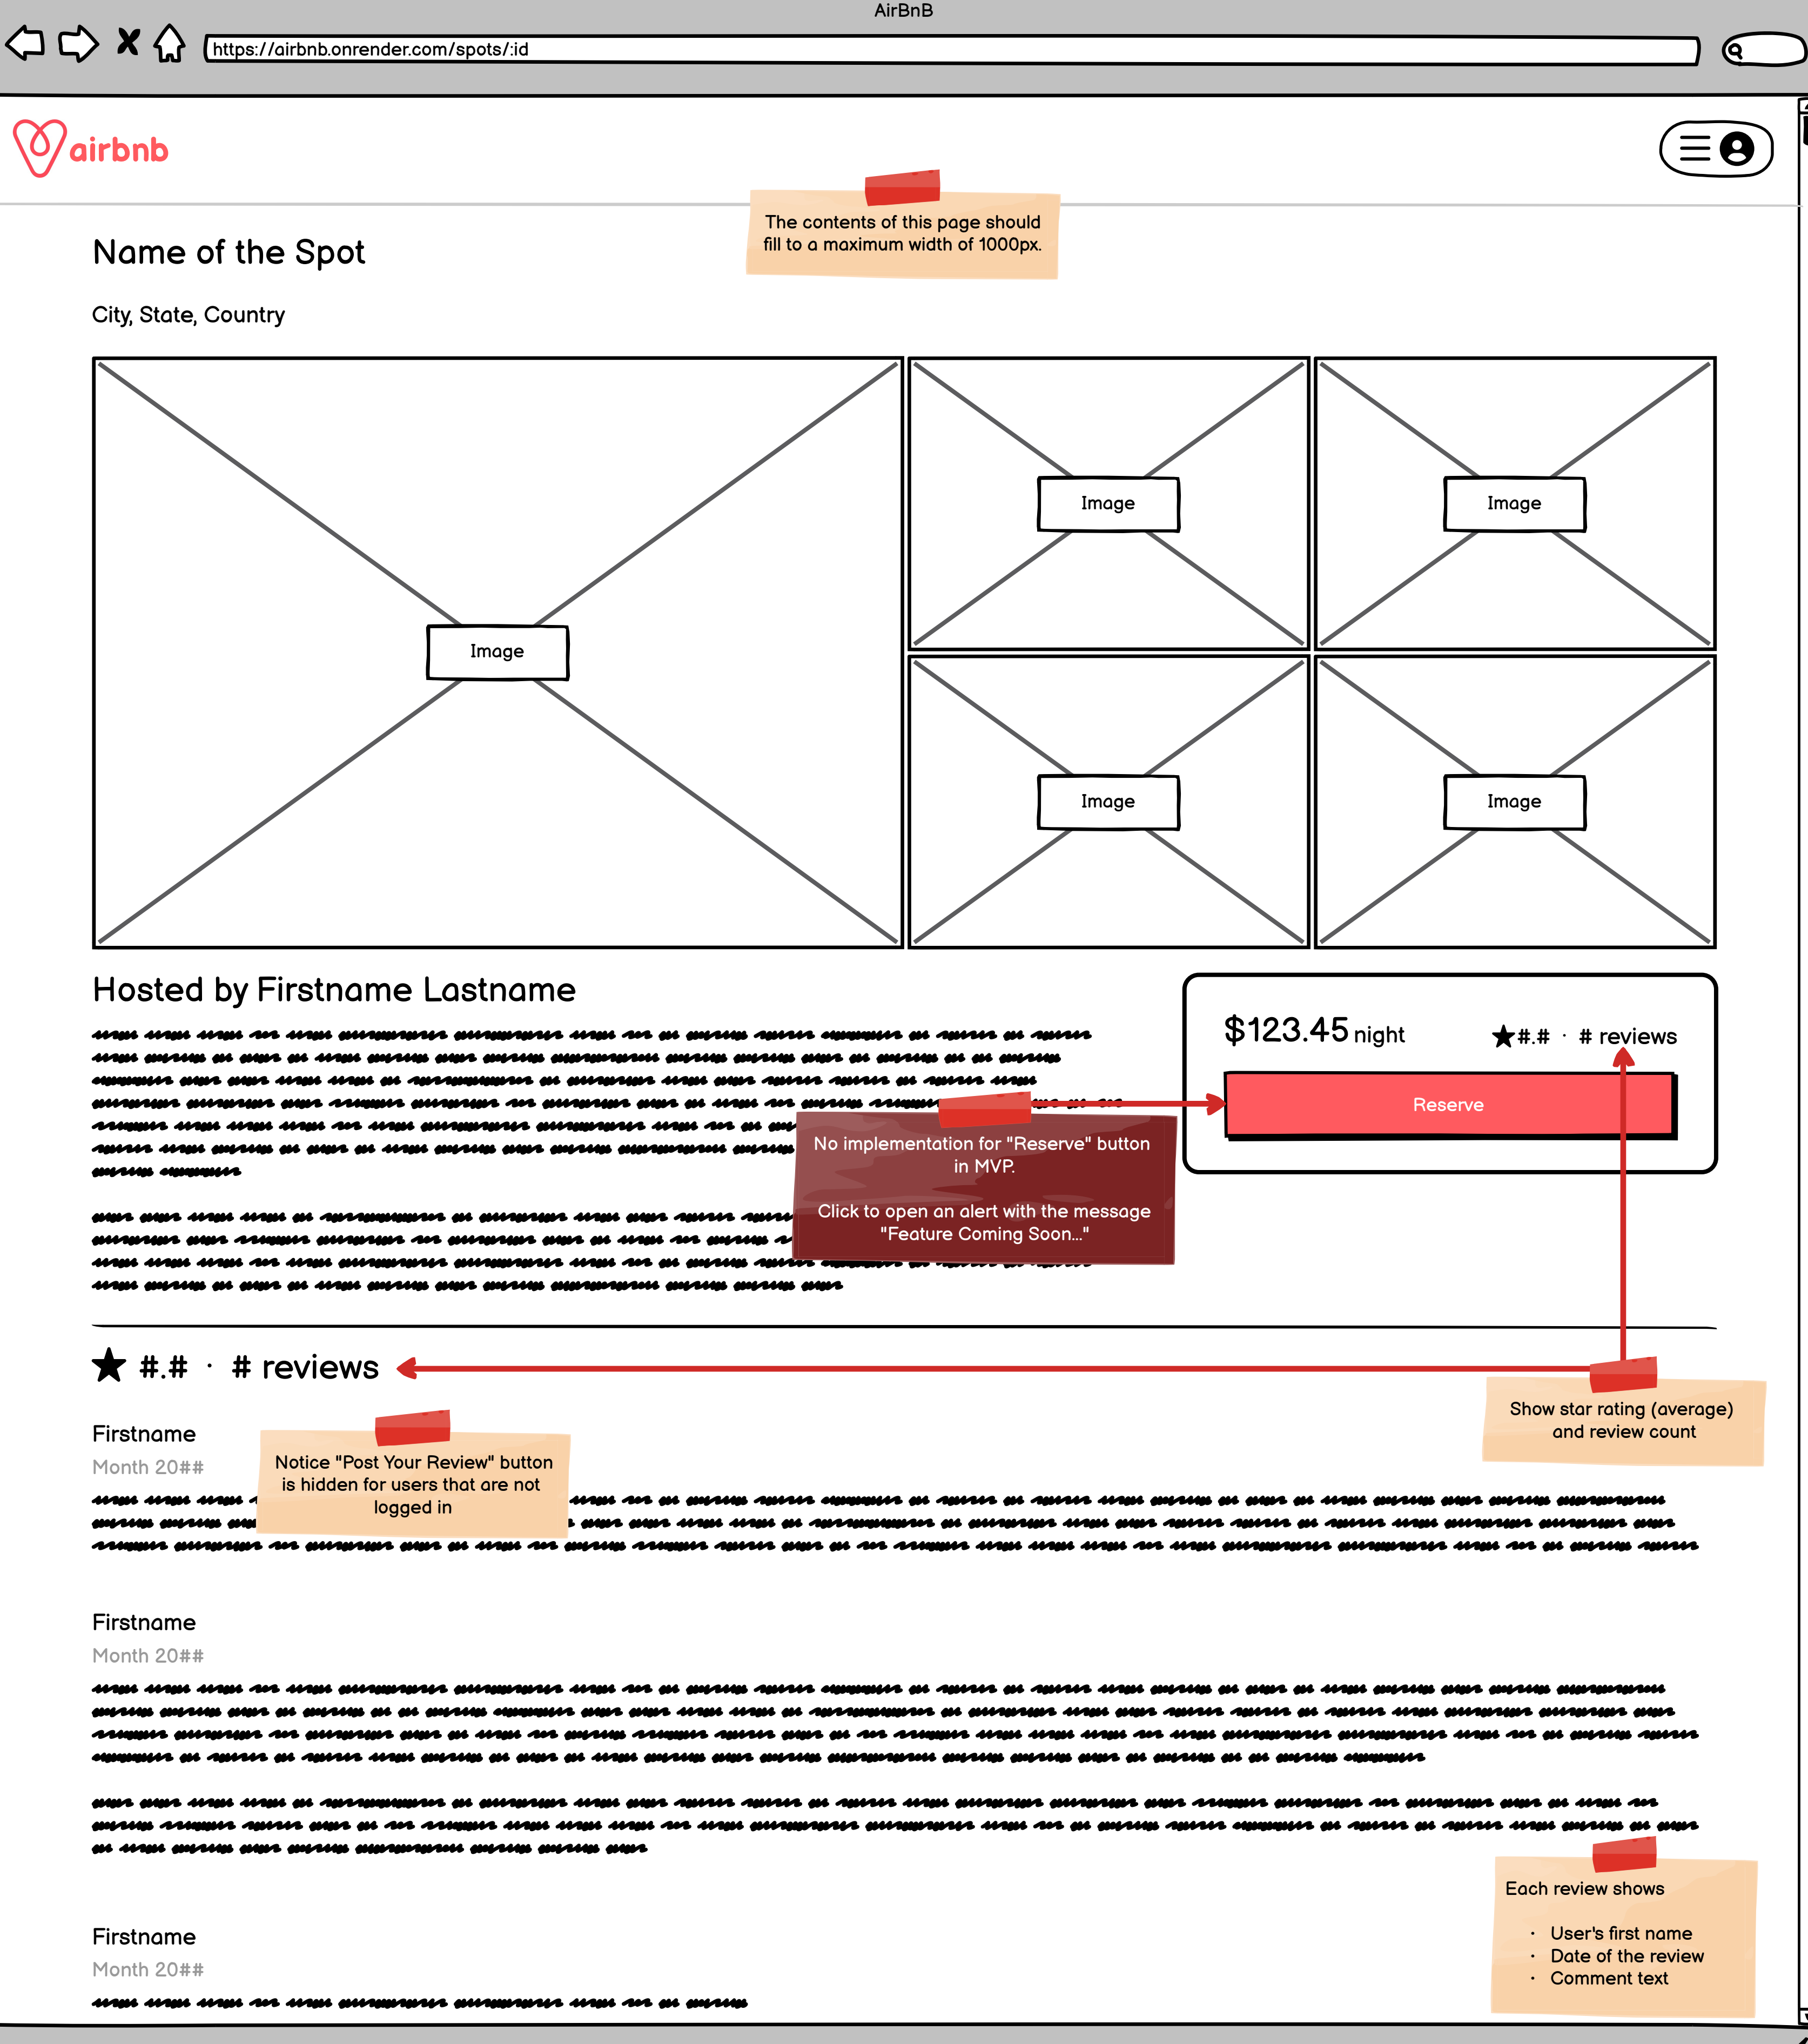 AirBnB
https://airbnb.onrender.com/spots/:id
airbnb
The contents of this page should
fill to a maximum width of 1000px.
Name of the Spot
City, State, Country
Image
Image
Image
Image
Image
Hosted by Firstname Lastname
$123.45 night
★#.# · # reviews
Reserve
No implementation for "Reserve" button
in MVP.
Click to open an alert with the message
"Feature Coming Soon..."
★ #.# · # reviews
Show star rating (average)
and review count
Firstname
Month 20##
Notice "Post Your Review" button
is hidden for users that are not
logged in
Firstname
Month 20##
Each review shows
· User's first name
· Date of the review
· Comment text
Firstname
Month 20##